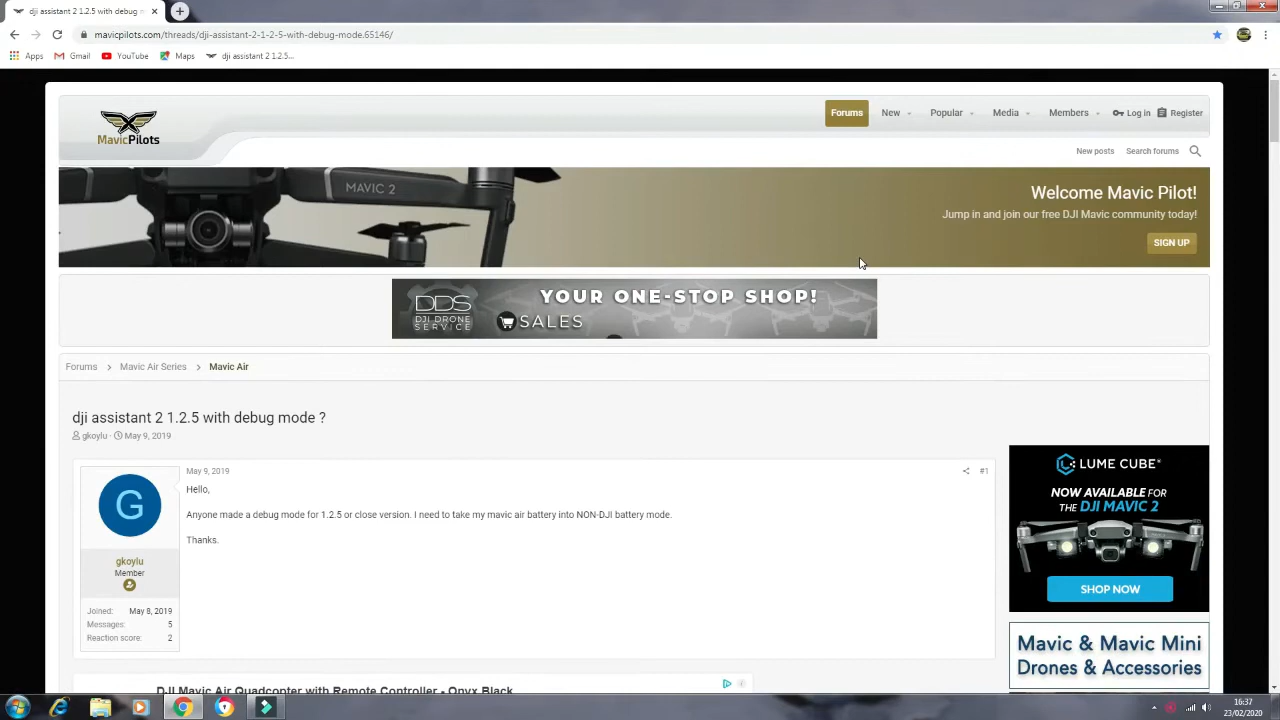 dji assistant 2 1.2.5 with debug m
mavicpilots.com/threads/dji-assistant-2-1-2-5-with-debug-mode.65146/
Apps Gmail YouTube Maps dji assistant 2 1.2.5...
MavicPilots
Forums New Popular Media Members Log in Register
New posts Search forums
MAVIC 2
Welcome Mavic Pilot!
Jump in and join our free DJI Mavic community today!
SIGN UP
DDS
DJI DRONE
SERVICE
YOUR ONE-STOP SHOP!
SALES
Forums Mavic Air Series Mavic Air
dji assistant 2 1.2.5 with debug mode ?
gkoylu · May 9, 2019
G
gkoylu
Member
Joined: May 8, 2019
Messages: 5
Reaction score: 2
May 9, 2019 #1
Hello,
Anyone made a debug mode for 1.2.5 or close version. I need to take my mavic air battery into NON-DJI battery mode.
Thanks.
LUME CUBE
NOW AVAILABLE FOR
THE DJI MAVIC 2
SHOP NOW
Mavic & Mavic Mini
Drones & Accessories
DJI Mavic Air Quadcopter with Remote Controller - Onyx Black
16:37
23/02/2020